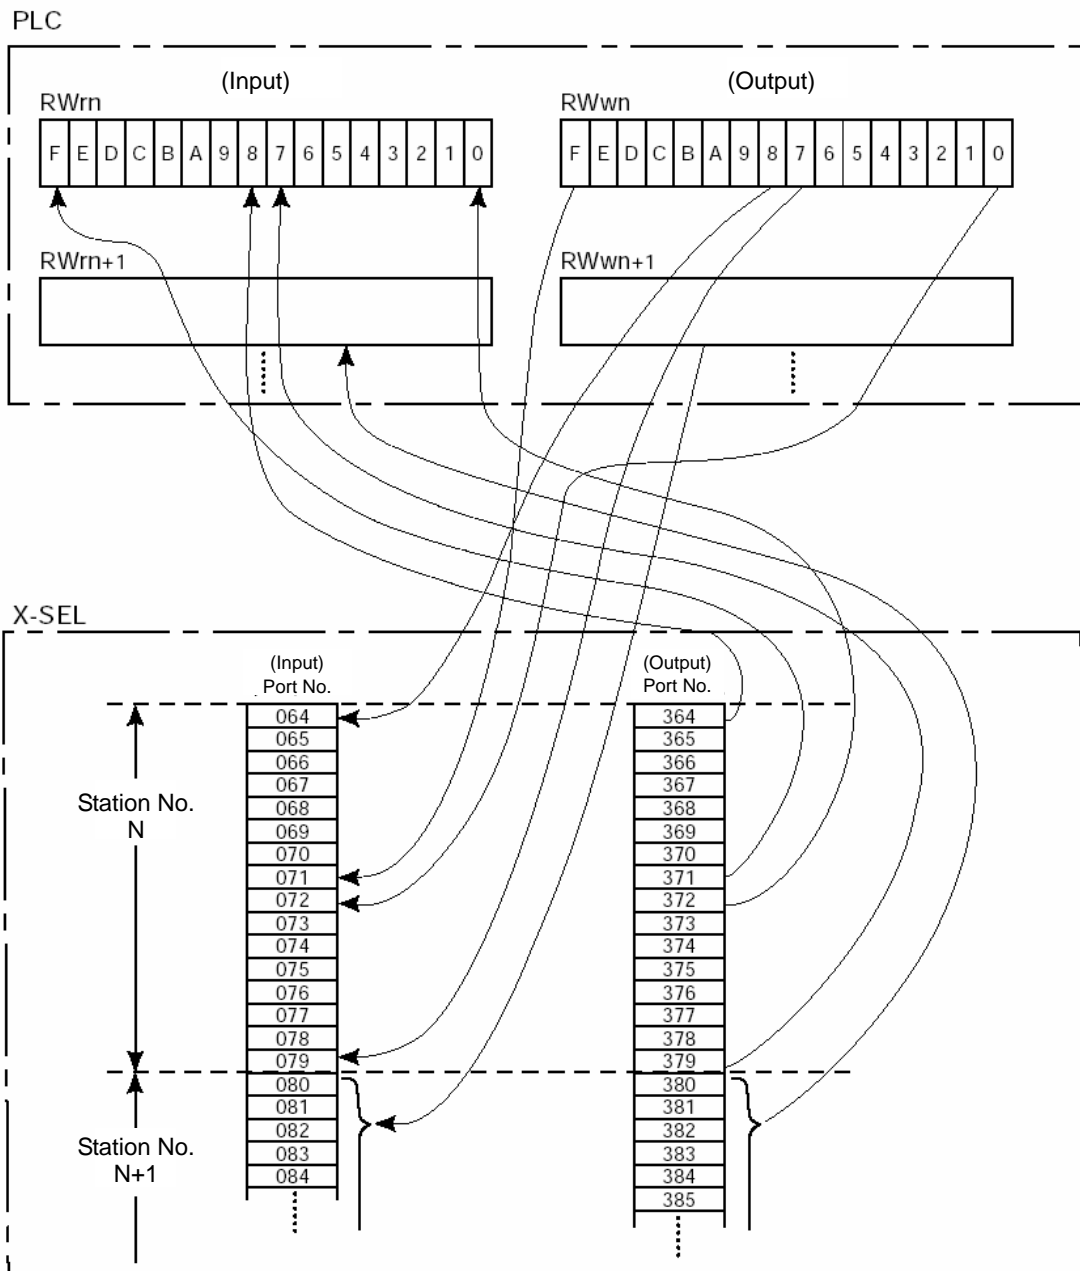 PLC
(Input)
(Output)
RWrn
RWwn
F E D C B A 9 8 7 6 5 4 3 2 1 0
F E D C B A 9 8 7 6 5 4 3 2 1 0
RWrn+1
RWwn+1
X-SEL
(Input)
Port No.
(Output)
Port No.
Station No.
N
Station No.
N+1
064
065
066
067
068
069
070
071
072
073
074
075
076
077
078
079
080
081
082
083
084
364
365
366
367
368
369
370
371
372
373
374
375
376
377
378
379
380
381
382
383
384
385